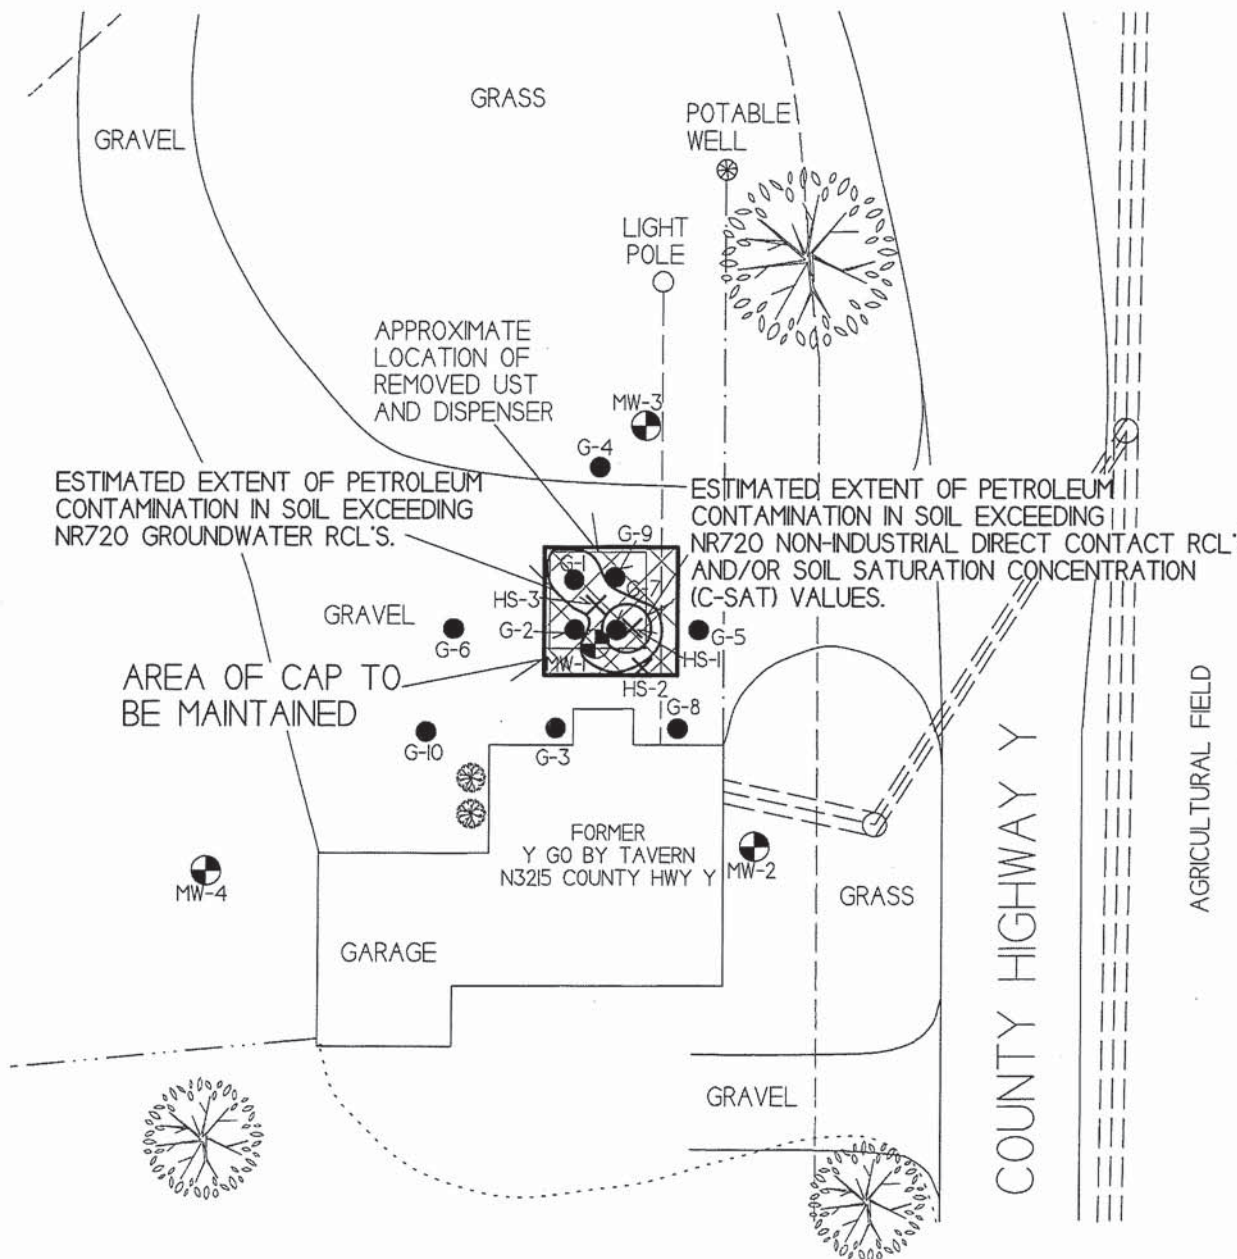 GRASS
GRAVEL
POTABLE
WELL
LIGHT
POLE
APPROXIMATE
LOCATION OF
REMOVED UST
AND DISPENSER
MW-3
G-4
ESTIMATED EXTENT OF PETROLEUM
CONTAMINATION IN SOIL EXCEEDING
NR720 GROUNDWATER RCL'S.
ESTIMATED EXTENT OF PETROLEUM
CONTAMINATION IN SOIL EXCEEDING
NR720 NON-INDUSTRIAL DIRECT CONTACT RCL'
AND/OR SOIL SATURATION CONCENTRATION
(C-SAT) VALUES.
G-9
G-1
G-7
HS-3
GRAVEL
G-6
G-2
G-5
MW-1
HS-1
HS-2
AREA OF CAP TO
BE MAINTAINED
G-8
G-10
G-3
FORMER
Y GO BY TAVERN
N3215 COUNTY HWY Y
MW-2
MW-4
GRASS
GARAGE
GRAVEL
COUNTY HIGHWAY Y
AGRICULTURAL FIELD